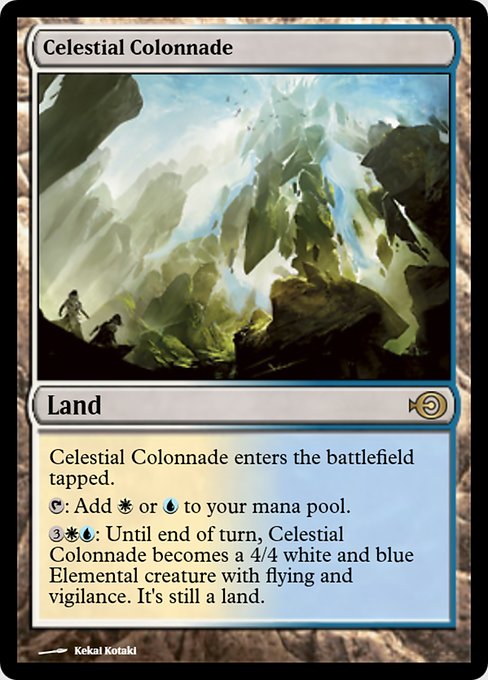 Celestial Colonnade
Land
Celestial Colonnade enters the battlefield
tapped.
: Add or to your mana pool.
3: Until end of turn, Celestial
Colonnade becomes a 4/4 white and blue
Elemental creature with flying and
vigilance. It's still a land.
Kekai Kotaki